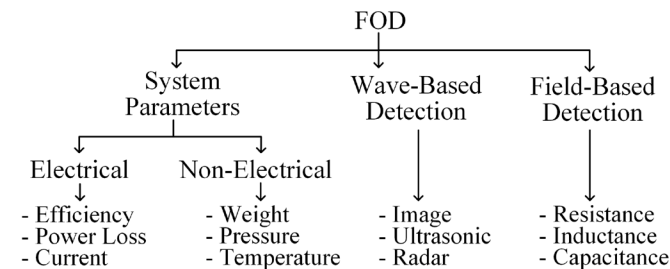 FOD
System
Parameters
Wave-Based
Detection
Field-Based
Detection
Electrical
Non-Electrical
- Efficiency
- Power Loss
- Current
- Weight
- Pressure
- Temperature
- Image
- Ultrasonic
- Radar
- Resistance
- Inductance
- Capacitance